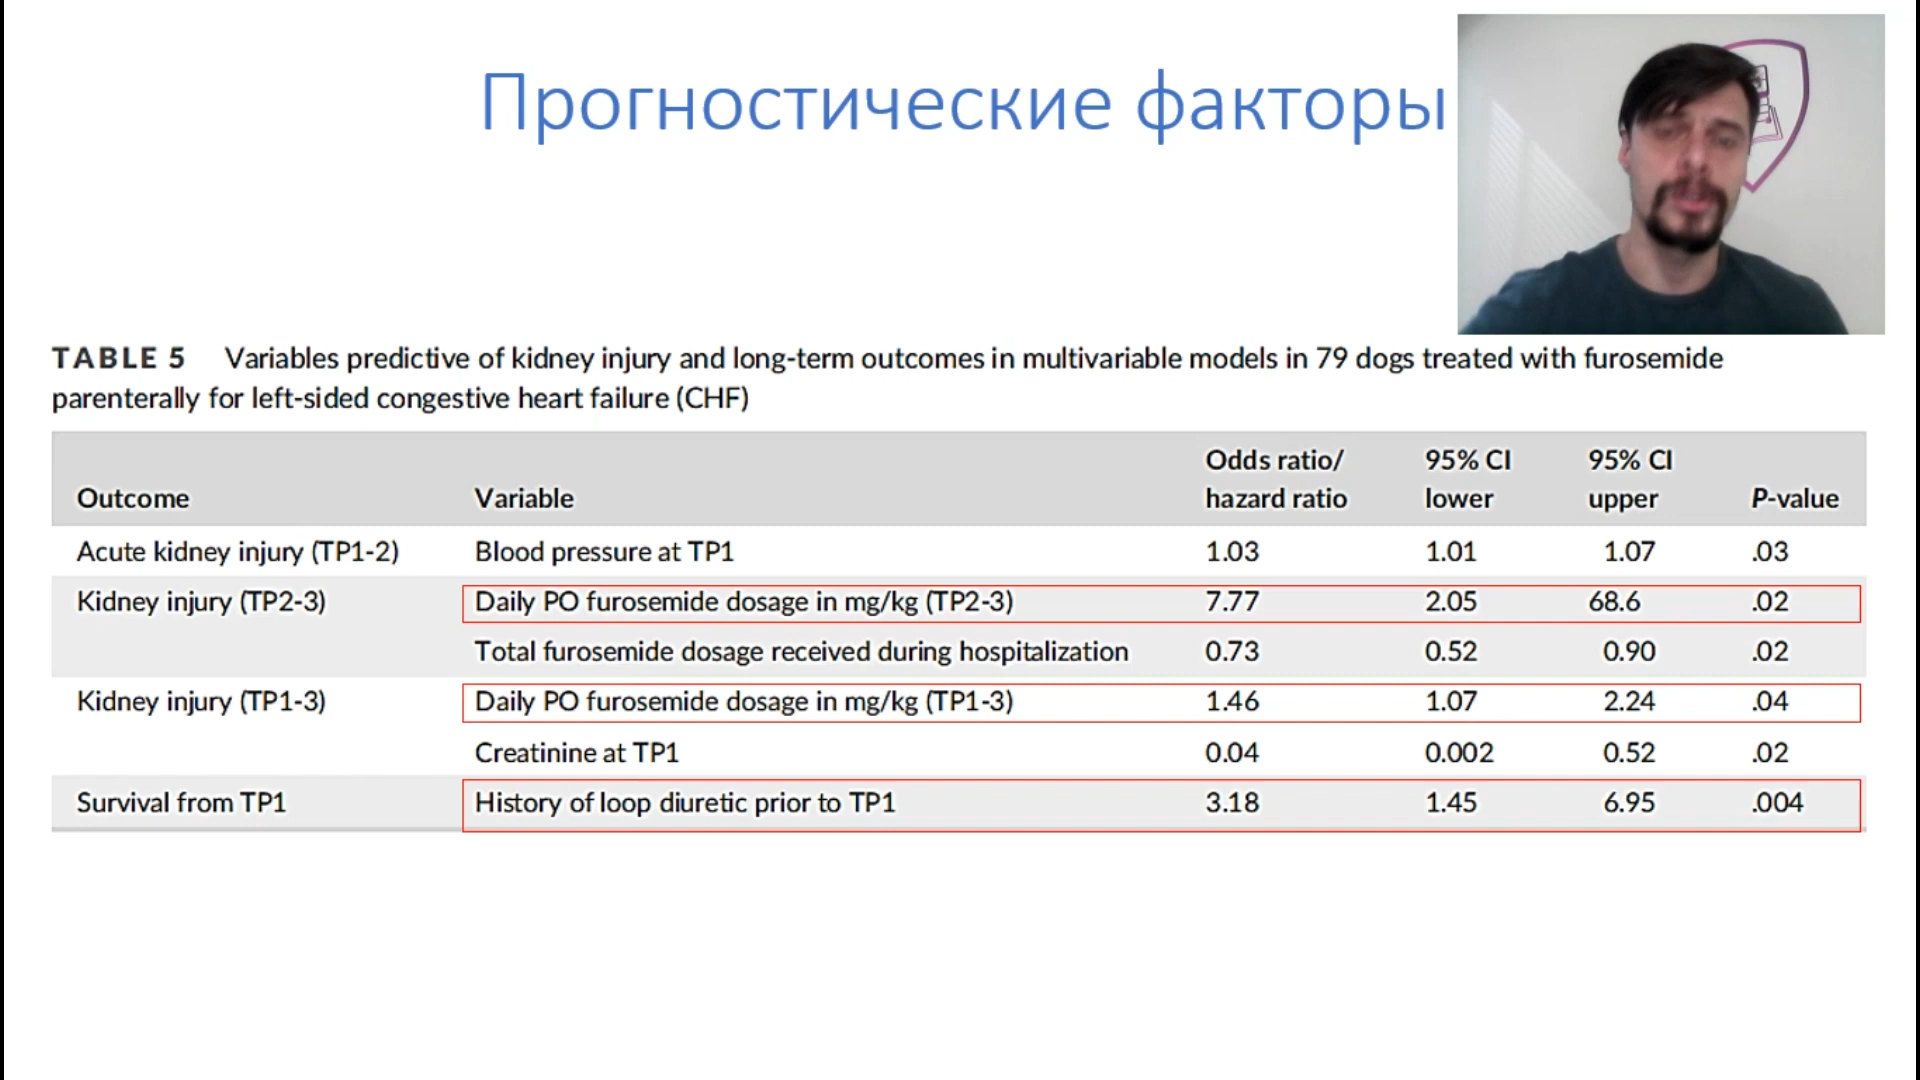 Прогностические факторы
TABLE 5 Variables predictive of kidney injury and long-term outcomes in multivariable models in 79 dogs treated with furosemide
parenterally for left-sided congestive heart failure (CHF)
Outcome Variable Odds ratio/ hazard ratio 95% CI lower 95% CI upper P-value
Acute kidney injury (TP1-2) Blood pressure at TP1 1.03 1.01 1.07 .03
Kidney injury (TP2-3) Daily PO furosemide dosage in mg/kg (TP2-3) 7.77 2.05 68.6 .02
Total furosemide dosage received during hospitalization 0.73 0.52 0.90 .02
Kidney injury (TP1-3) Daily PO furosemide dosage in mg/kg (TP1-3) 1.46 1.07 2.24 .04
Creatinine at TP1 0.04 0.002 0.52 .02
Survival from TP1 History of loop diuretic prior to TP1 3.18 1.45 6.95 .004